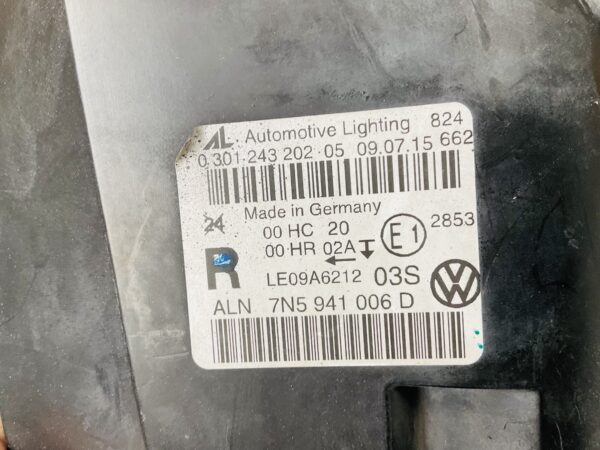 AL Automotive Lighting 824
0 301 243 202 05 09.07.15 662
24 Made in Germany
00 HC 20
00 HR 02A E1 2853
R LE09A6212 03S
ALN 7N5 941 006 D